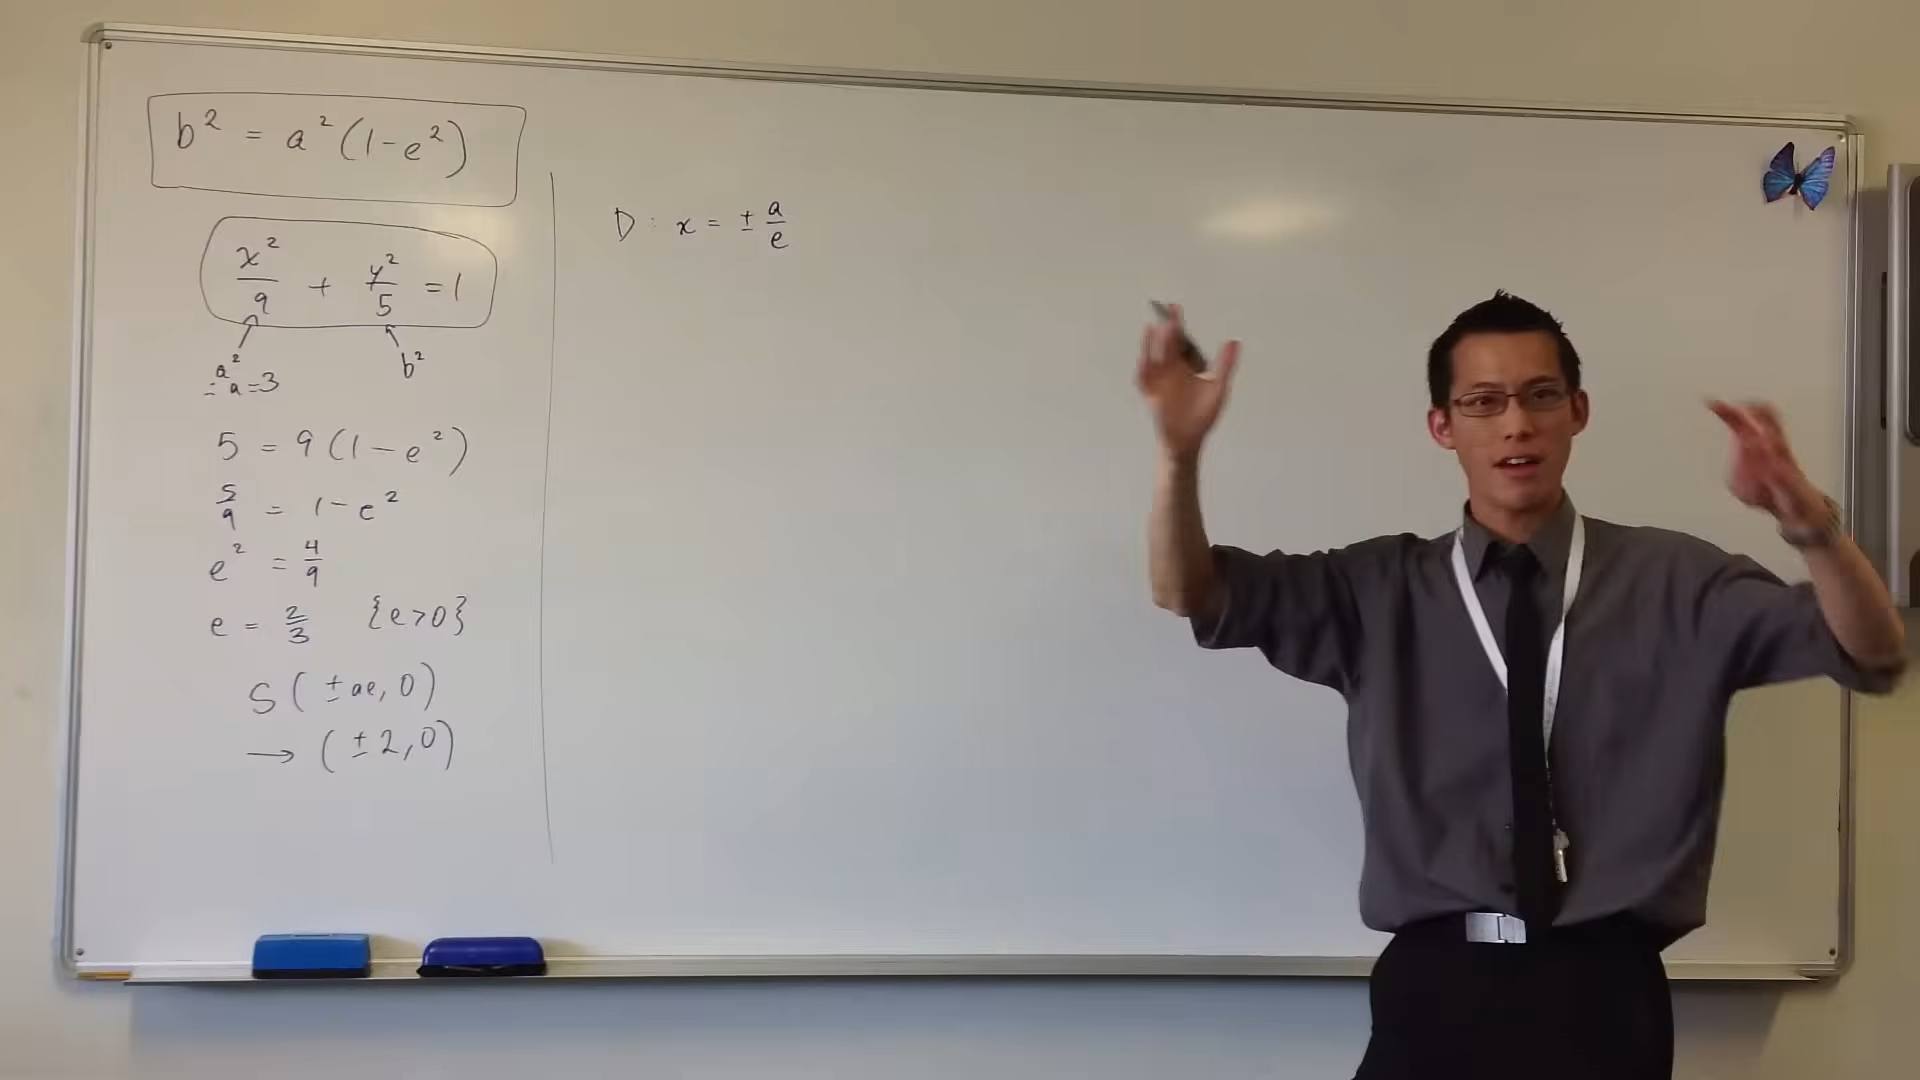 b² = a²(1-e²)
x²/9 + y²/5 = 1
a² b²
∴ a = 3
5 = 9(1-e²)
5/9 = 1-e²
e² = 4/9
e = 2/3 {e>0}
S(±ae, 0)
→ (±2, 0)
D: x = ± a/e